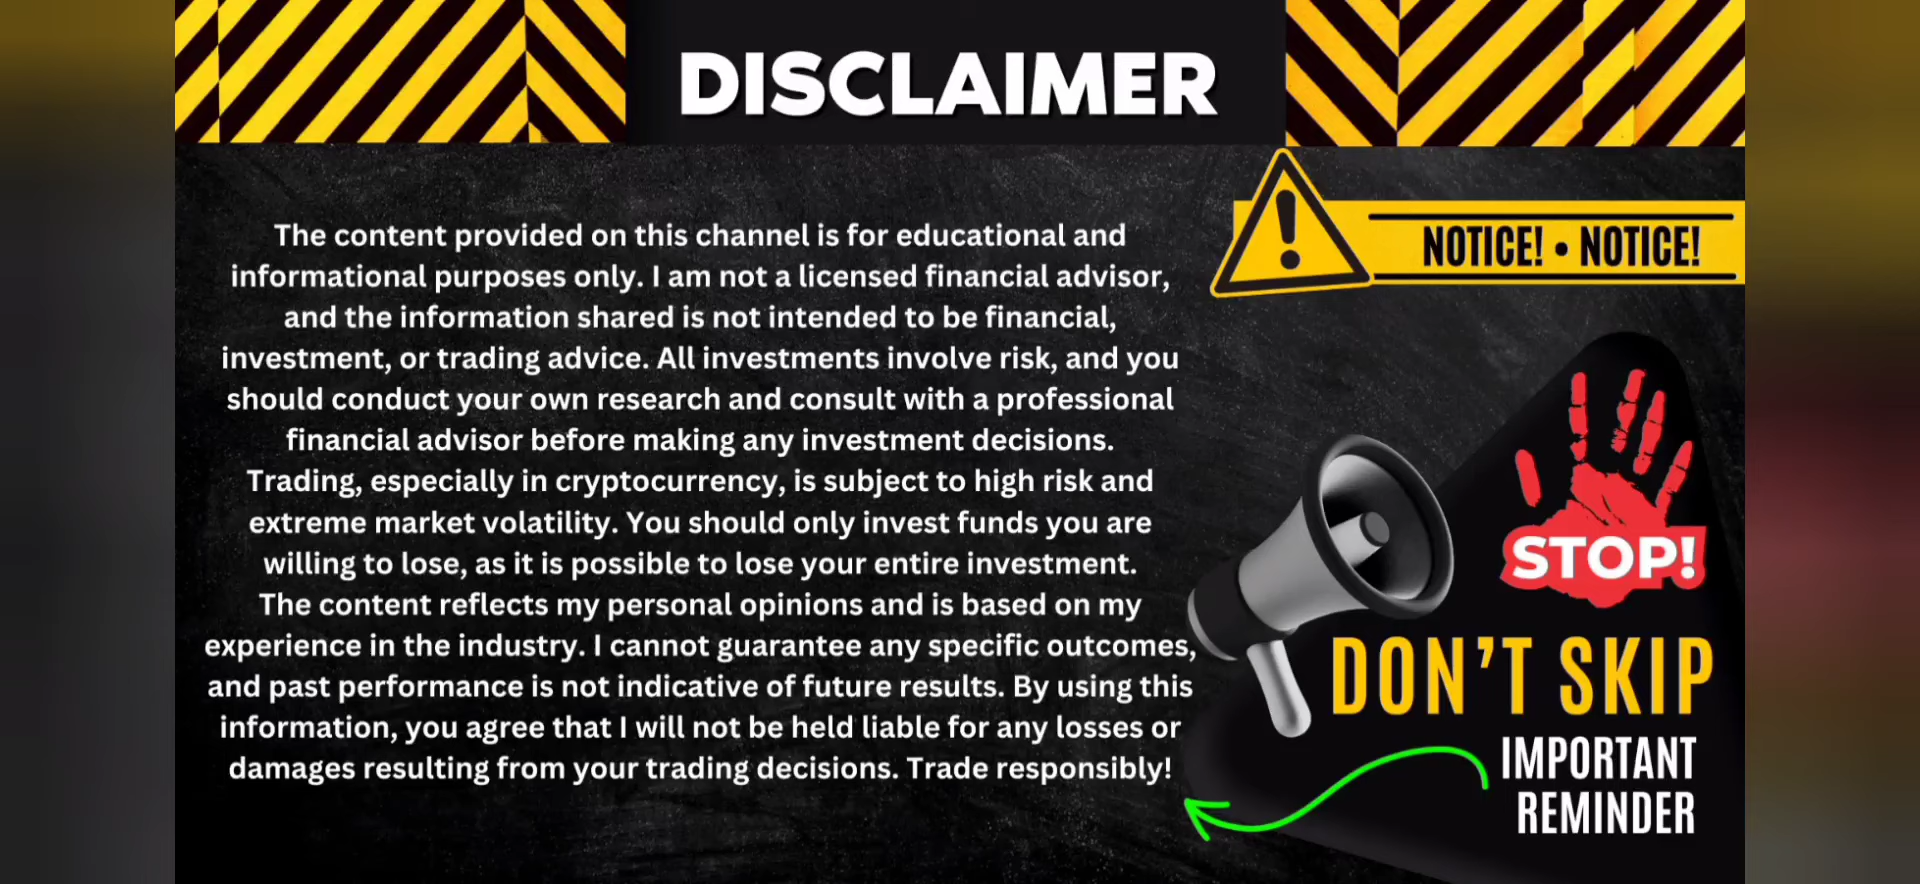 DISCLAIMER
NOTICE! • NOTICE!
The content provided on this channel is for educational and
informational purposes only. I am not a licensed financial advisor,
and the information shared is not intended to be financial,
investment, or trading advice. All investments involve risk, and you
should conduct your own research and consult with a professional
financial advisor before making any investment decisions.
Trading, especially in cryptocurrency, is subject to high risk and
extreme market volatility. You should only invest funds you are
willing to lose, as it is possible to lose your entire investment.
The content reflects my personal opinions and is based on my
experience in the industry. I cannot guarantee any specific outcomes,
and past performance is not indicative of future results. By using this
information, you agree that I will not be held liable for any losses or
damages resulting from your trading decisions. Trade responsibly!
STOP!
DON'T SKIP
IMPORTANT
REMINDER